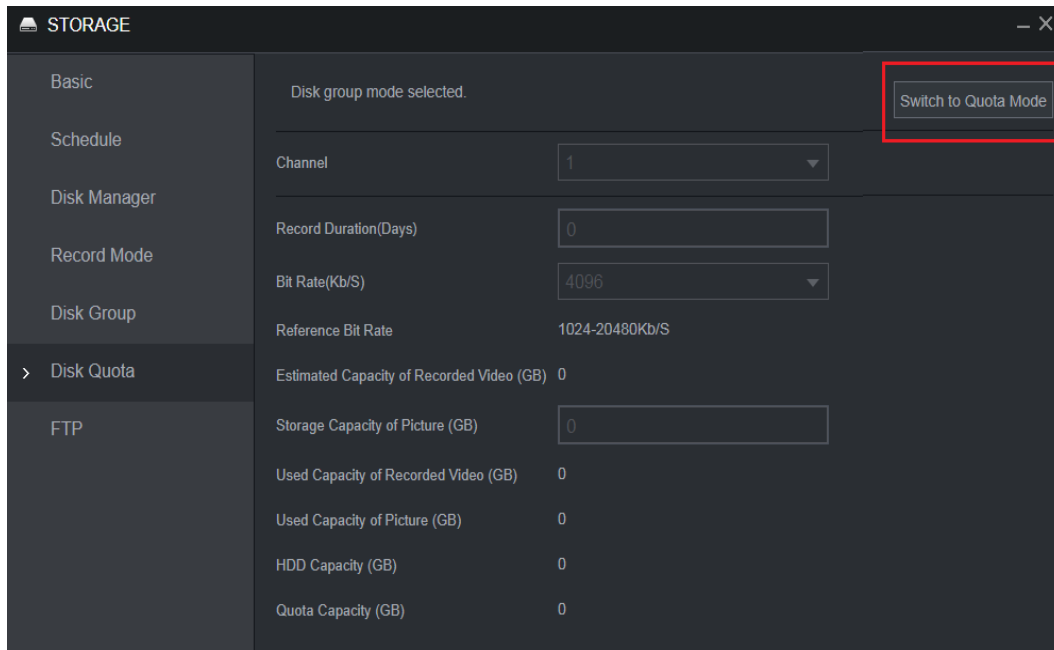 STORAGE
Basic
Schedule
Disk Manager
Record Mode
Disk Group
Disk Quota
FTP
Disk group mode selected.
Switch to Quota Mode
Channel 1
Record Duration(Days) 0
Bit Rate(Kb/S) 4096
Reference Bit Rate 1024-20480Kb/S
Estimated Capacity of Recorded Video (GB) 0
Storage Capacity of Picture (GB) 0
Used Capacity of Recorded Video (GB) 0
Used Capacity of Picture (GB) 0
HDD Capacity (GB) 0
Quota Capacity (GB) 0